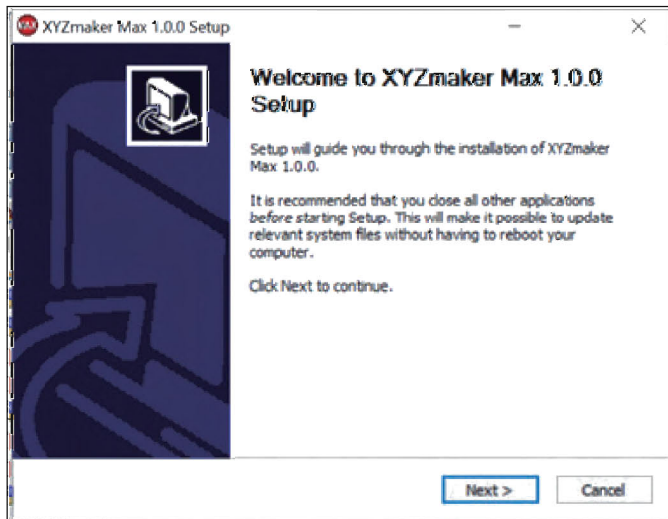 XYZmaker Max 1.0.0 Setup
Welcome to XYZmaker Max 1.0.0
Setup
Setup will guide you through the installation of XYZmaker
Max 1.0.0.
It is recommended that you close all other applications
before starting Setup. This will make it possible to update
relevant system files without having to reboot your
computer.
Click Next to continue.
Next >
Cancel